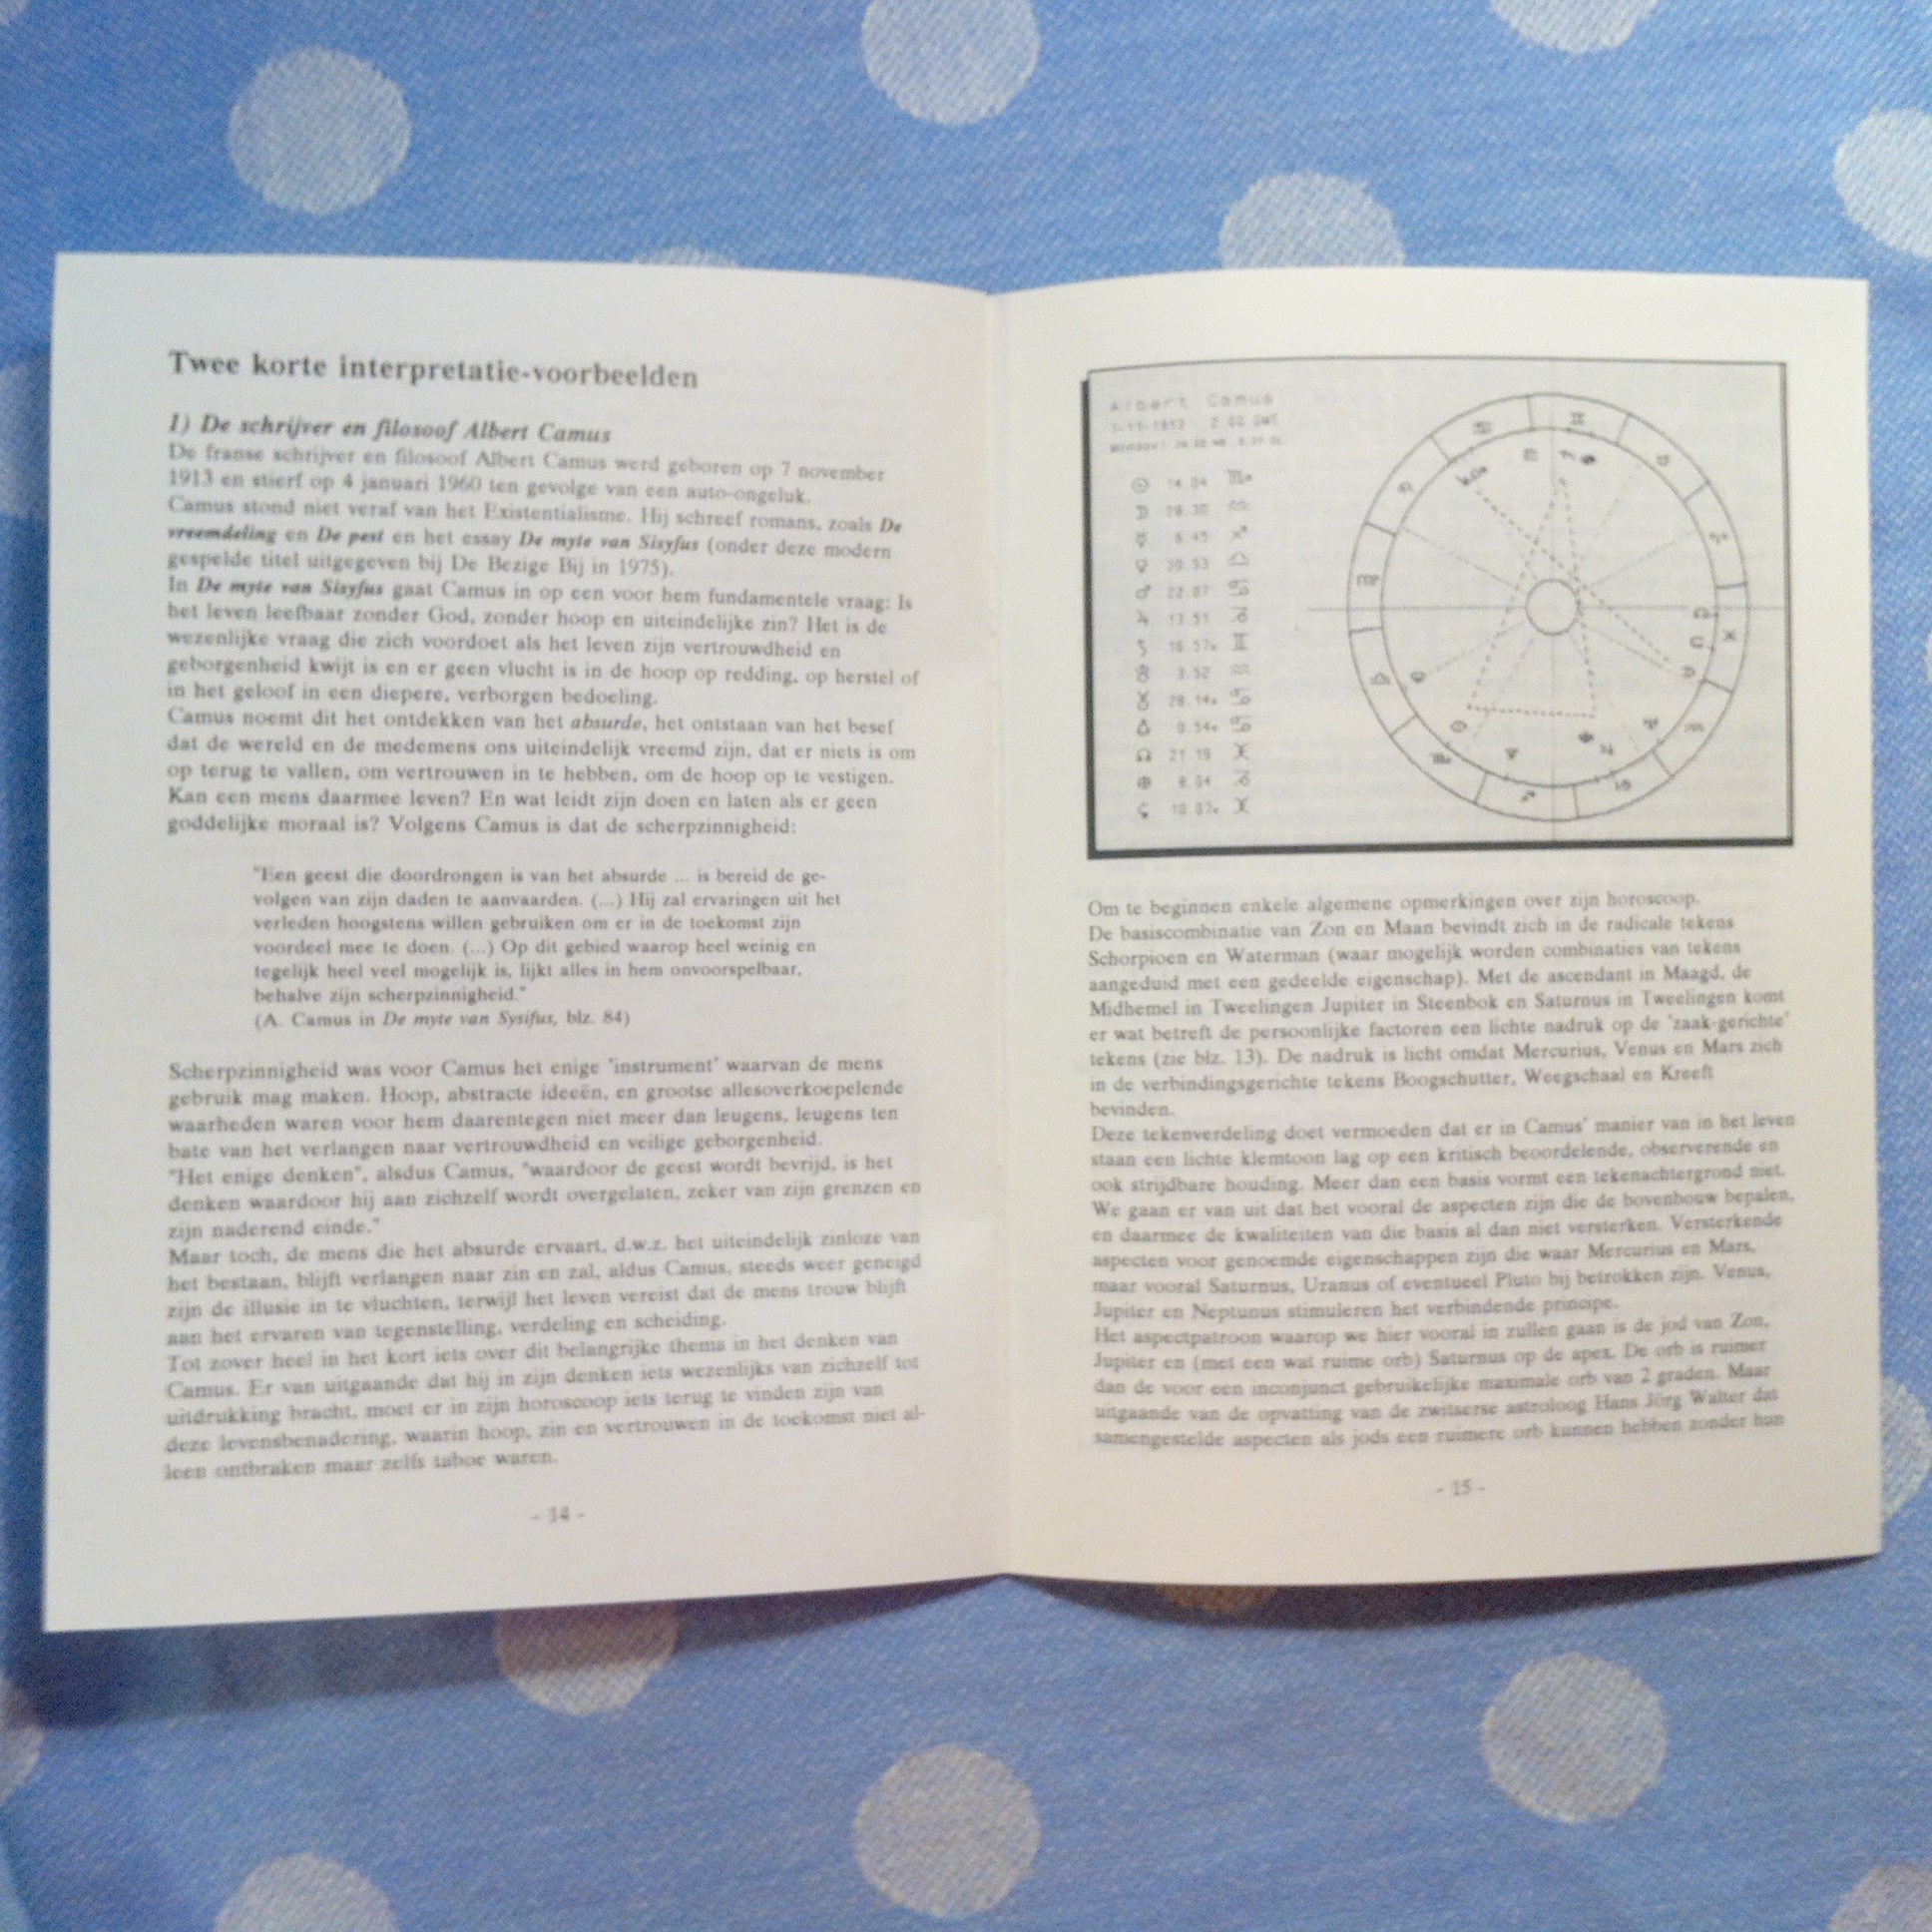 Twee korte interpretatie-voorbeelden
1) De schrijver en filosoof Albert Camus
De franse schrijver en filosoof Albert Camus werd geboren op 7 november
1913 en stierf op 4 januari 1960 ten gevolge van een auto-ongeluk.
Camus stond niet veraf van het Existentialisme. Hij schreef romans, zoals De
vreemdeling en De pest en het essay De myte van Sisyfus (onder deze modern
gespelde titel uitgegeven bij De Bezige Bij in 1975).
In De myte van Sisyfus gaat Camus in op een voor hem fundamentele vraag: Is
het leven leefbaar zonder God, zonder hoop en uiteindelijke zin? Het is de
wezenlijke vraag die zich voordoet als het leven zijn vertrouwdheid en
geborgenheid kwijt is en er geen vlucht is in de hoop op redding, op herstel of
in het geloof in een diepere, verborgen bedoeling.
Camus noemt dit het ontdekken van het absurde, het ontstaan van het besef
dat de wereld en de medemens ons uiteindelijk vreemd zijn, dat er niets is om
op terug te vallen, om vertrouwen in te hebben, om de hoop op te vestigen.
Kan een mens daarmee leven? En wat leidt zijn doen en laten als er geen
goddelijke moraal is? Volgens Camus is dat de scherpzinnigheid:
"Een geest die doordrongen is van het absurde ... is bereid de ge-
volgen van zijn daden te aanvaarden. (...) Hij zal ervaringen uit het
verleden hoogstens willen gebruiken om er in de toekomst zijn
voordeel mee te doen. (...) Op dit gebied waarop heel weinig en
tegelijk heel veel mogelijk is, lijkt alles in hem onvoorspelbaar,
behalve zijn scherpzinnigheid."
(A. Camus in De myte van Sysifus, blz. 84)
Scherpzinnigheid was voor Camus het enige 'instrument' waarvan de mens
gebruik mag maken. Hoop, abstracte ideeën, en grootse allesoverkoepelende
waarheden waren voor hem daarentegen niet meer dan leugens, leugens ten
bate van het verlangen naar vertrouwdheid en veilige geborgenheid.
"Het enige denken", alsdus Camus, "waardoor de geest wordt bevrijd, is het
denken waardoor hij aan zichzelf wordt overgelaten, zeker van zijn grenzen en
zijn naderend einde."
Maar toch, de mens die het absurde ervaart, d.w.z. het uiteindelijk zinloze van
het bestaan, blijft verlangen naar zin en zal, aldus Camus, steeds weer geneigd
zijn de illusie in te vluchten, terwijl het leven vereist dat de mens trouw blijft
aan het ervaren van tegenstelling, verdeling en scheiding.
Tot zover heel in het kort iets over dit belangrijke thema in het denken van
Camus. Er van uitgaande dat hij in zijn denken iets wezenlijks van zichzelf tot
uitdrukking bracht, moet er in zijn horoscoop iets terug te vinden zijn van
deze levensbenadering, waarin hoop, zin en vertrouwen in de toekomst niet al-
leen ontbraken maar zelfs taboe waren.
- 14 -
Albert Camus
2.00 GMT
14.04
20.53
13.51
3.52
21 19
8.04
Om te beginnen enkele algemene opmerkingen over zijn horoscoop.
De basiscombinatie van Zon en Maan bevindt zich in de radicale tekens
Schorpioen en Waterman (waar mogelijk worden combinaties van tekens
aangeduid met een gedeelde eigenschap). Met de ascendant in Maagd, de
Midhemel in Tweelingen Jupiter in Steenbok en Saturnus in Tweelingen komt
er wat betreft de persoonlijke factoren een lichte nadruk op de 'zaak-gerichte'
tekens (zie blz. 13). De nadruk is licht omdat Mercurius, Venus en Mars zich
in de verbindingsgerichte tekens Boogschutter, Weegschaal en Kreeft
bevinden.
Deze tekenverdeling doet vermoeden dat er in Camus' manier van in het leven
staan een lichte klemtoon lag op een kritisch beoordelende, observerende en
ook strijdbare houding. Meer dan een basis vormt een tekenachtergrond niet.
We gaan er van uit dat het vooral de aspecten zijn die de bovenbouw bepalen,
en daarmee de kwaliteiten van die basis al dan niet versterken. Versterkende
aspecten voor genoemde eigenschappen zijn die waar Mercurius en Mars,
maar vooral Saturnus, Uranus of eventueel Pluto bij betrokken zijn. Venus,
Jupiter en Neptunus stimuleren het verbindende principe.
Het aspectpatroon waarop we hier vooral in zullen gaan is de jod van Zon,
Jupiter en (met een wat ruime orb) Saturnus op de apex. De orb is ruimer
dan de voor een inconjunct gebruikelijke maximale orb van 2 graden. Maar
uitgaande van de opvatting van de zwitserse astroloog Hans Jörg Walter dat
samengestelde aspecten als jods een ruimere orb kunnen hebben zonder hun
- 15 -